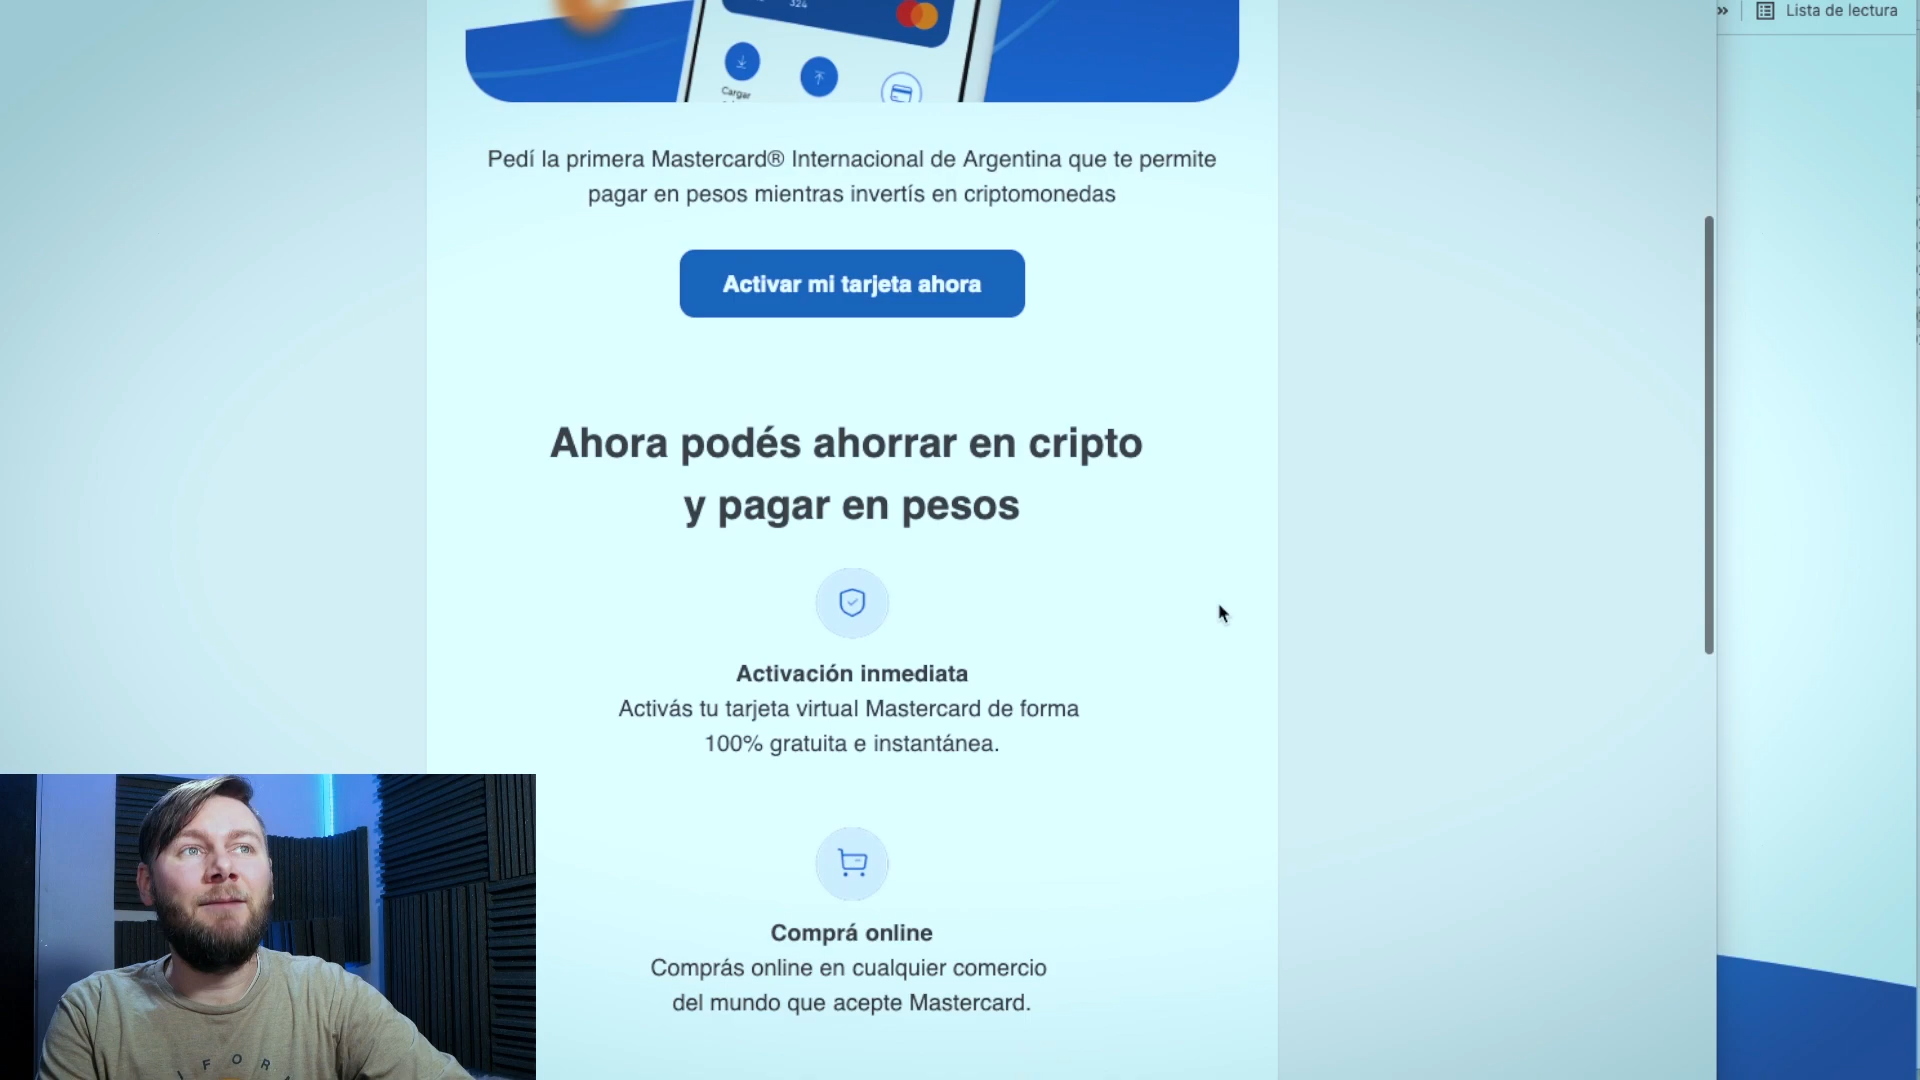 Lista de lectura
324
Cargar
Pedí la primera Mastercard® Internacional de Argentina que te permite
pagar en pesos mientras invertís en criptomonedas
Activar mi tarjeta ahora
Ahora podés ahorrar en cripto
y pagar en pesos
Activación inmediata
Activás tu tarjeta virtual Mastercard de forma
100% gratuita e instantánea.
Comprá online
Comprás online en cualquier comercio
del mundo que acepte Mastercard.
F O R